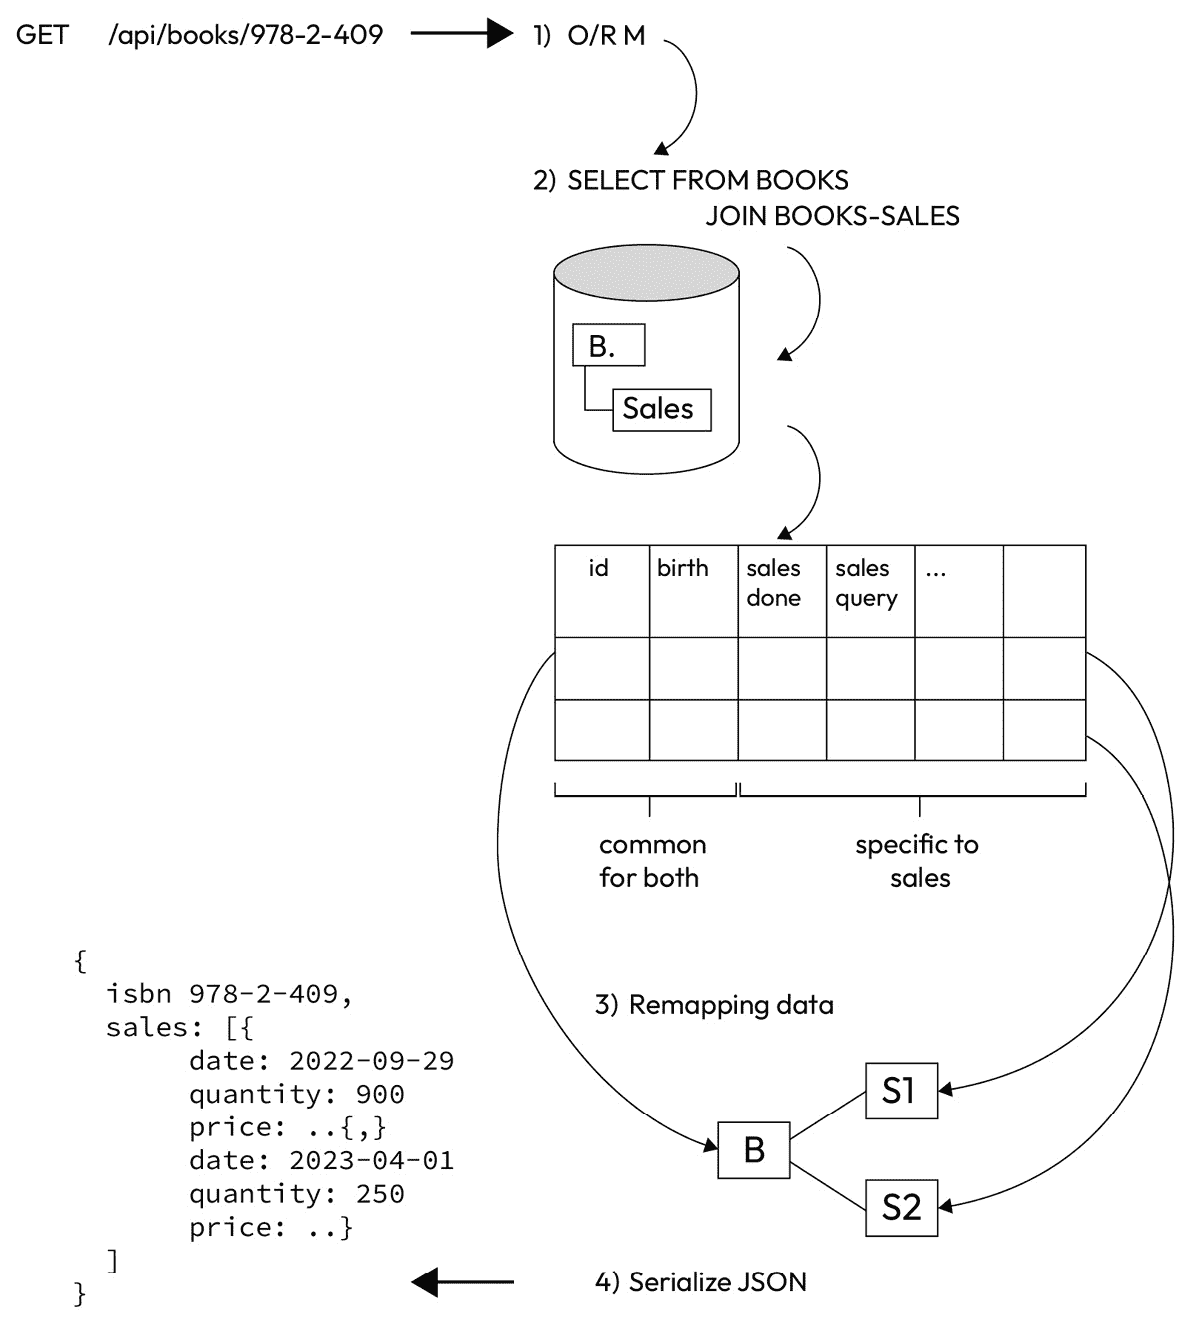 GET /api/books/978-2-409
1) O/R M
2) SELECT FROM BOOKS
JOIN BOOKS-SALES
B.
Sales
id birth sales done sales query ...
common
for both
specific to
sales
3) Remapping data
B
S1
S2
{
isbn 978-2-409,
sales: [{
date: 2022-09-29
quantity: 900
price: ..{,}
date: 2023-04-01
quantity: 250
price: ..}
]
}
4) Serialize JSON